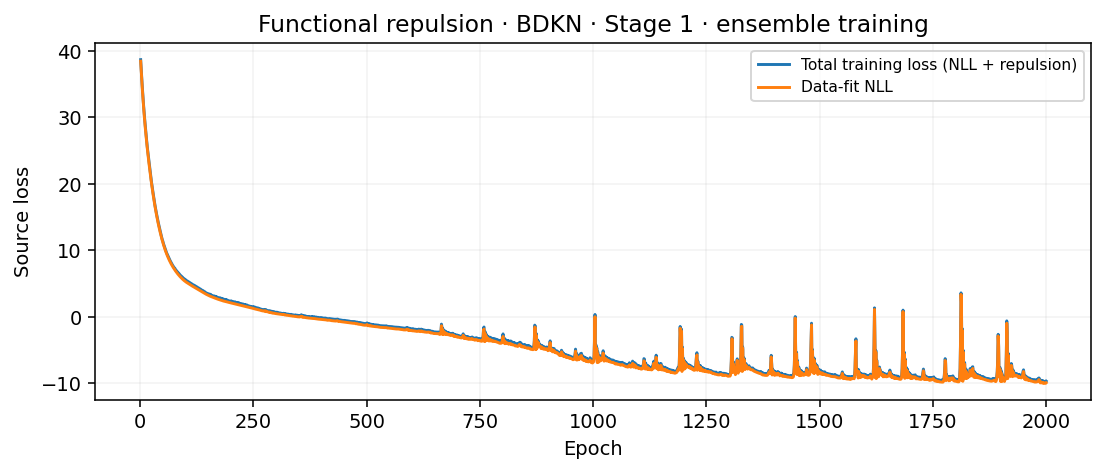 Functional repulsion · BDKN · Stage 1 · ensemble training
Total training loss (NLL + repulsion)
Data-fit NLL
Source loss
40
30
20
10
0
−10
0 250 500 750 1000 1250 1500 1750 2000
Epoch